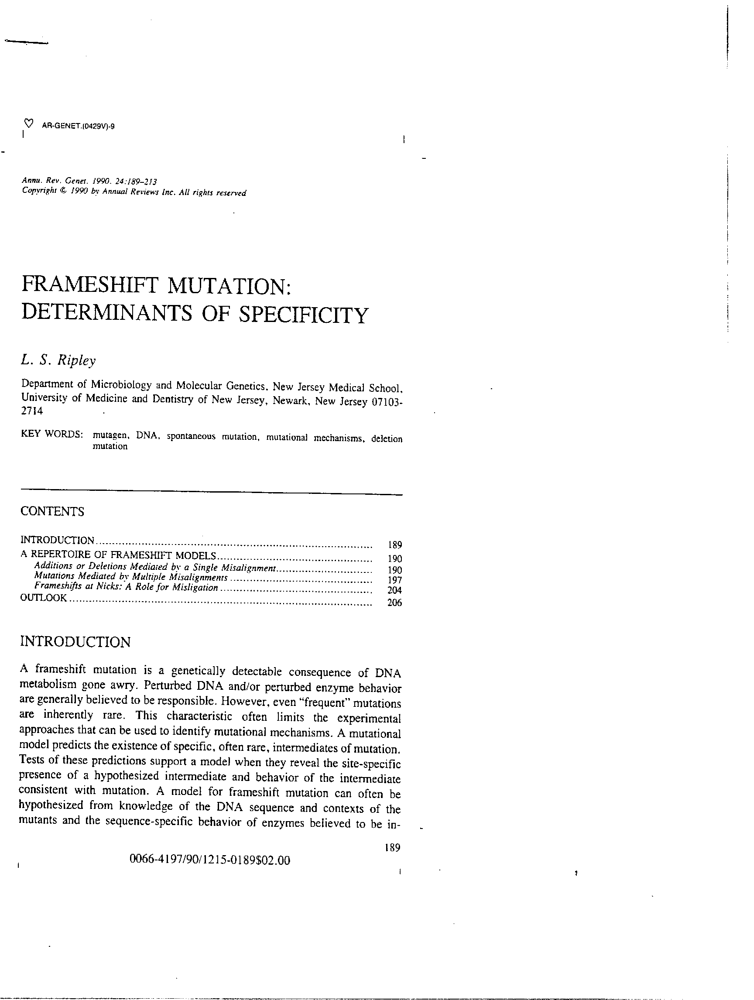 ♡ AR-GENET.(0429V)-9
Annu. Rev. Genet. 1990. 24:189–213
Copyright © 1990 by Annual Reviews Inc. All rights reserved
FRAMESHIFT MUTATION:
DETERMINANTS OF SPECIFICITY
L. S. Ripley
Department of Microbiology and Molecular Genetics, New Jersey Medical School,
University of Medicine and Dentistry of New Jersey, Newark, New Jersey 07103-
2714
KEY WORDS: mutagen, DNA, spontaneous mutation, mutational mechanisms, deletion
mutation
CONTENTS
INTRODUCTION.................................................................................... 189
A REPERTOIRE OF FRAMESHIFT MODELS............................................... 190
Additions or Deletions Mediated by a Single Misalignment............................. 190
Mutations Mediated by Multiple Misalignments ........................................... 197
Frameshifts at Nicks: A Role for Misligation .............................................. 204
OUTLOOK............................................................................................ 206
INTRODUCTION
A frameshift mutation is a genetically detectable consequence of DNA
metabolism gone awry. Perturbed DNA and/or perturbed enzyme behavior
are generally believed to be responsible. However, even “frequent” mutations
are inherently rare. This characteristic often limits the experimental
approaches that can be used to identify mutational mechanisms. A mutational
model predicts the existence of specific, often rare, intermediates of mutation.
Tests of these predictions support a model when they reveal the site-specific
presence of a hypothesized intermediate and behavior of the intermediate
consistent with mutation. A model for frameshift mutation can often be
hypothesized from knowledge of the DNA sequence and contexts of the
mutants and the sequence-specific behavior of enzymes believed to be in-
189
0066-4197/90/1215-0189$02.00